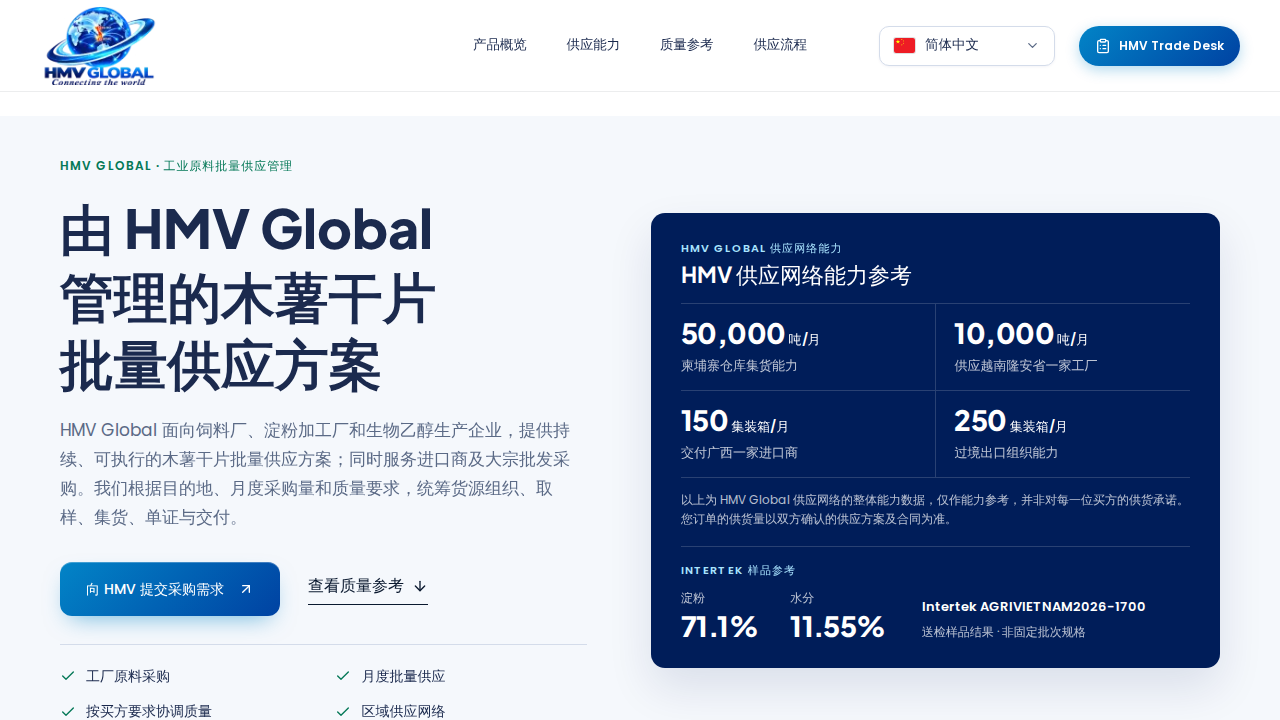 HMV GLOBAL
Connecting the world
产品概览
供应能力
质量参考
供应流程
简体中文
HMV Trade Desk
HMV GLOBAL · 工业原料批量供应管理
由 HMV Global
管理的木薯干片
批量供应方案
HMV Global 面向饲料厂、淀粉加工厂和生物乙醇生产企业，提供持
续、可执行的木薯干片批量供应方案；同时服务进口商及大宗批发采
购。我们根据目的地、月度采购量和质量要求，统筹货源组织、取
样、集货、单证与交付。
向 HMV 提交采购需求
查看质量参考
工厂原料采购
月度批量供应
按买方要求协调质量
区域供应网络
HMV GLOBAL 供应网络能力
HMV 供应网络能力参考
50,000 吨/月
柬埔寨仓库集货能力
10,000 吨/月
供应越南隆安省一家工厂
150 集装箱/月
交付广西一家进口商
250 集装箱/月
过境出口组织能力
以上为 HMV Global 供应网络的整体能力数据，仅作能力参考，并非对每一位买方的供货承诺。
您订单的供货量以双方确认的供应方案及合同为准。
INTERTEK 样品参考
淀粉
71.1%
水分
11.55%
Intertek AGRIVIETNAM2026-1700
送检样品结果 · 非固定批次规格